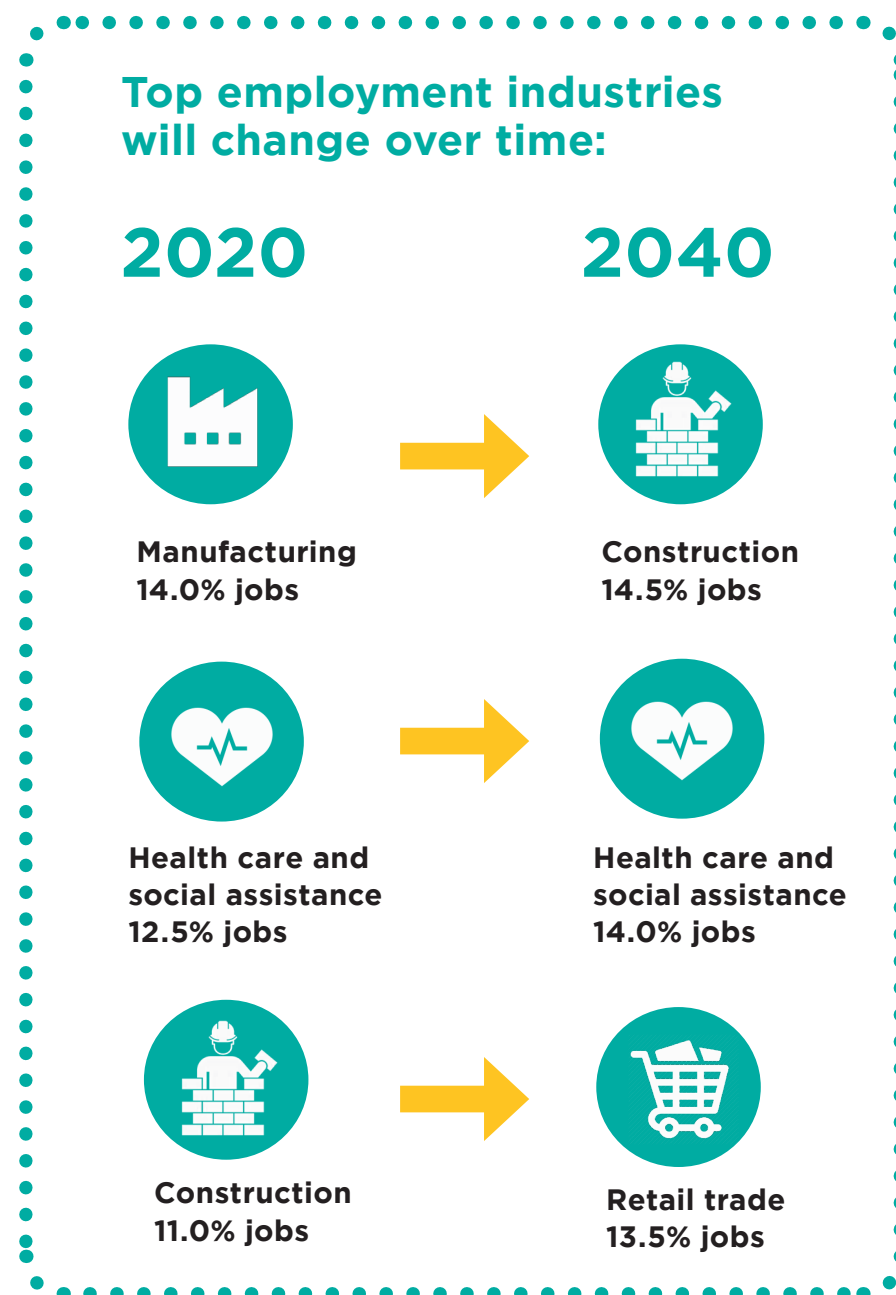 Top employment industries
will change over time:
2020
2040
Manufacturing
14.0% jobs
Construction
14.5% jobs
Health care and
social assistance
12.5% jobs
Health care and
social assistance
14.0% jobs
Construction
11.0% jobs
Retail trade
13.5% jobs